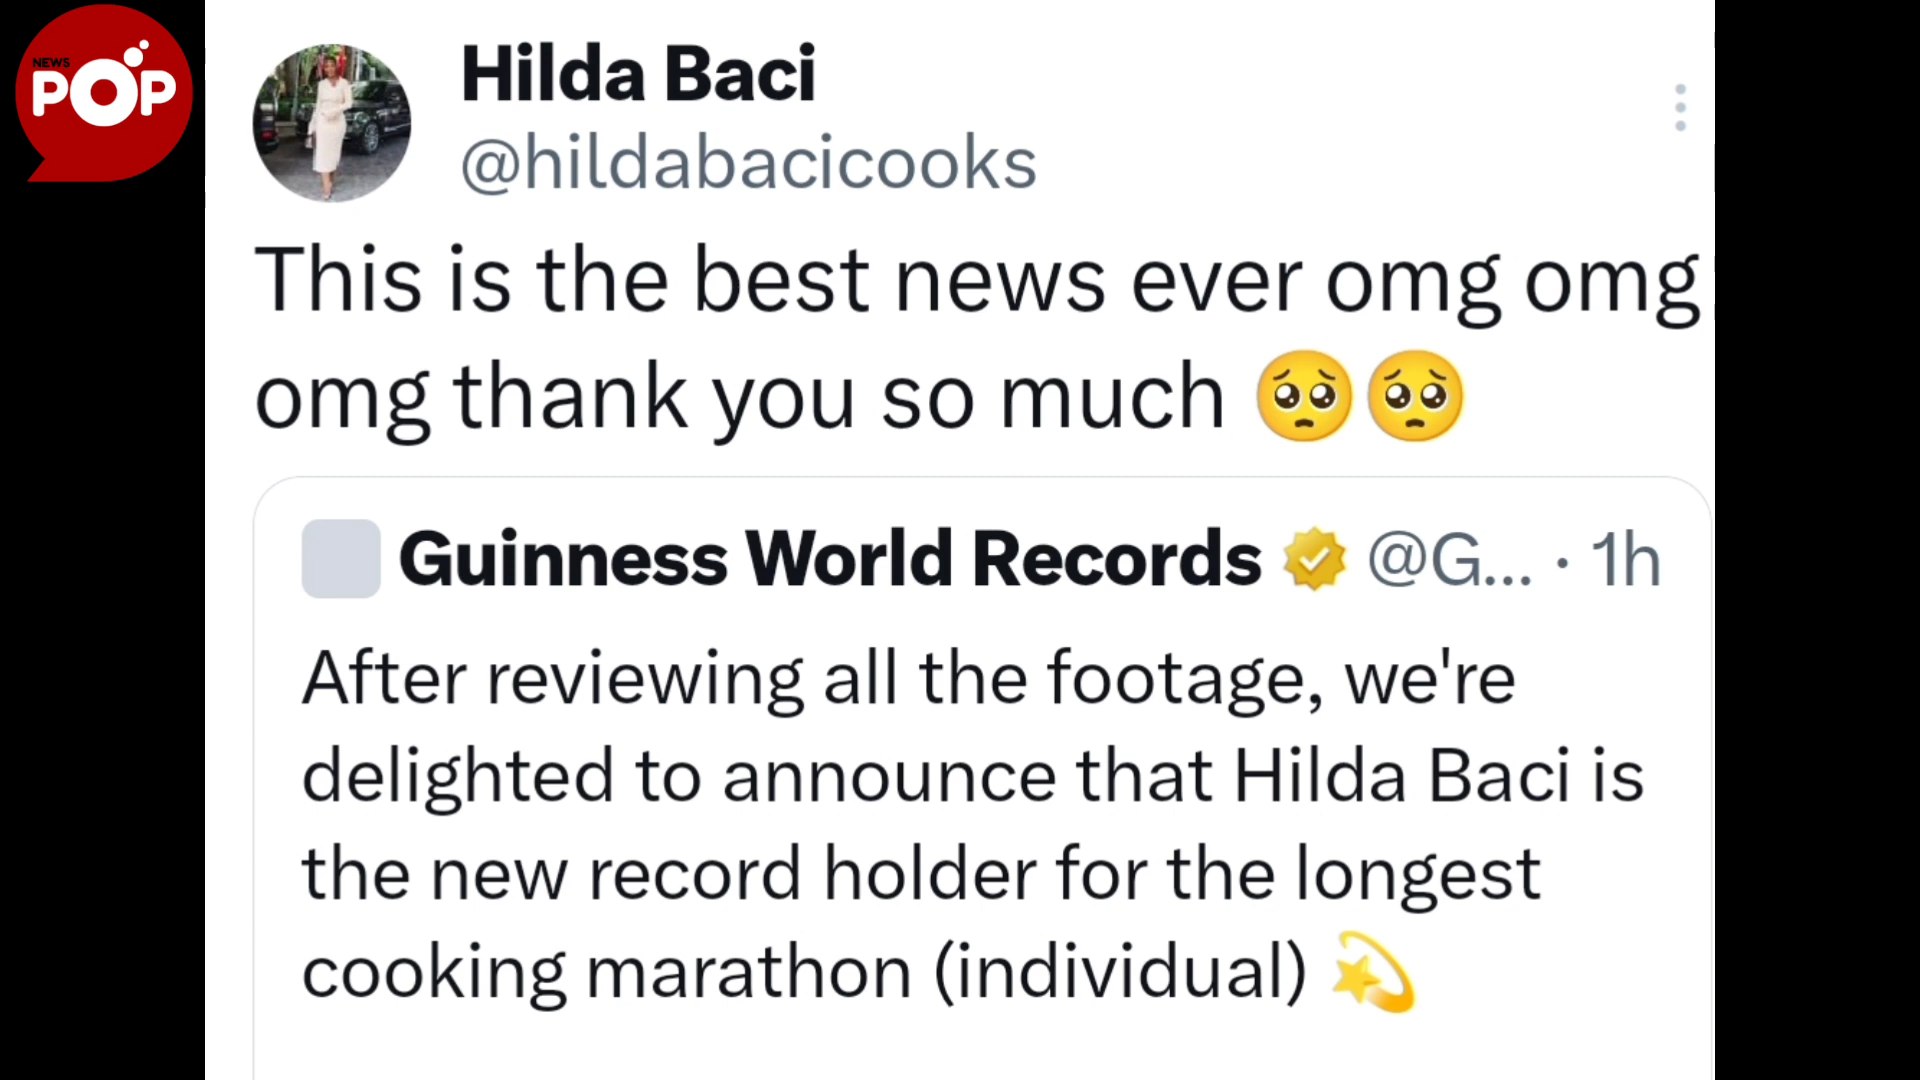 NEWS
POP
Hilda Baci
@hildabacicooks
This is the best news ever omg omg
omg thank you so much 🥺🥺
Guinness World Records @G... · 1h
After reviewing all the footage, we're
delighted to announce that Hilda Baci is
the new record holder for the longest
cooking marathon (individual) 💫